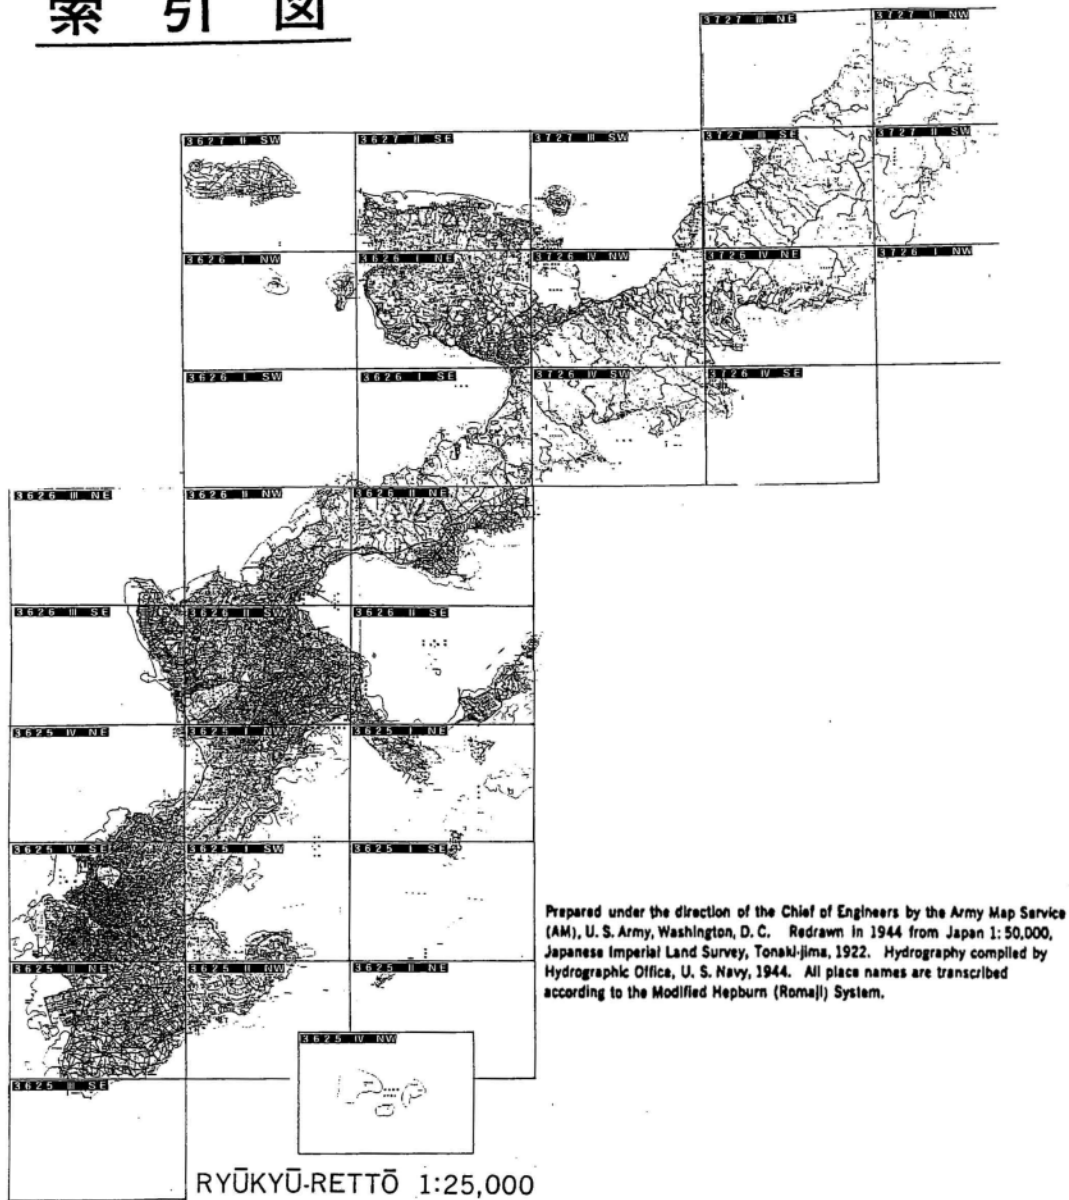 索引図
3727 III NE
3727 II NW
3627 II SW
3627 II SE
3727 III SW
3727 III SE
3727 II SW
3626 I NW
3626 I NE
3726 IV NW
3726 IV NE
3726 I NW
3626 I SW
3626 I SE
3726 IV SW
3726 IV SE
3626 III NE
3626 II NW
3626 II NE
3626 III SE
3626 II SW
3626 II SE
3625 IV NE
3625 I NW
3625 I NE
3625 IV SE
3625 I SW
3625 I SE
3625 III NE
3625 II NW
3625 II NE
3625 IV NW
3625 III SE
Prepared under the direction of the Chief of Engineers by the Army Map Service
(AM), U. S. Army, Washington, D. C. Redrawn in 1944 from Japan 1: 50,000,
Japanese Imperial Land Survey, Tonaki-jima, 1922. Hydrography compiled by
Hydrographic Office, U. S. Navy, 1944. All place names are transcribed
according to the Modified Hepburn (Romaji) System.
RYŪKYŪ-RETTŌ 1:25,000